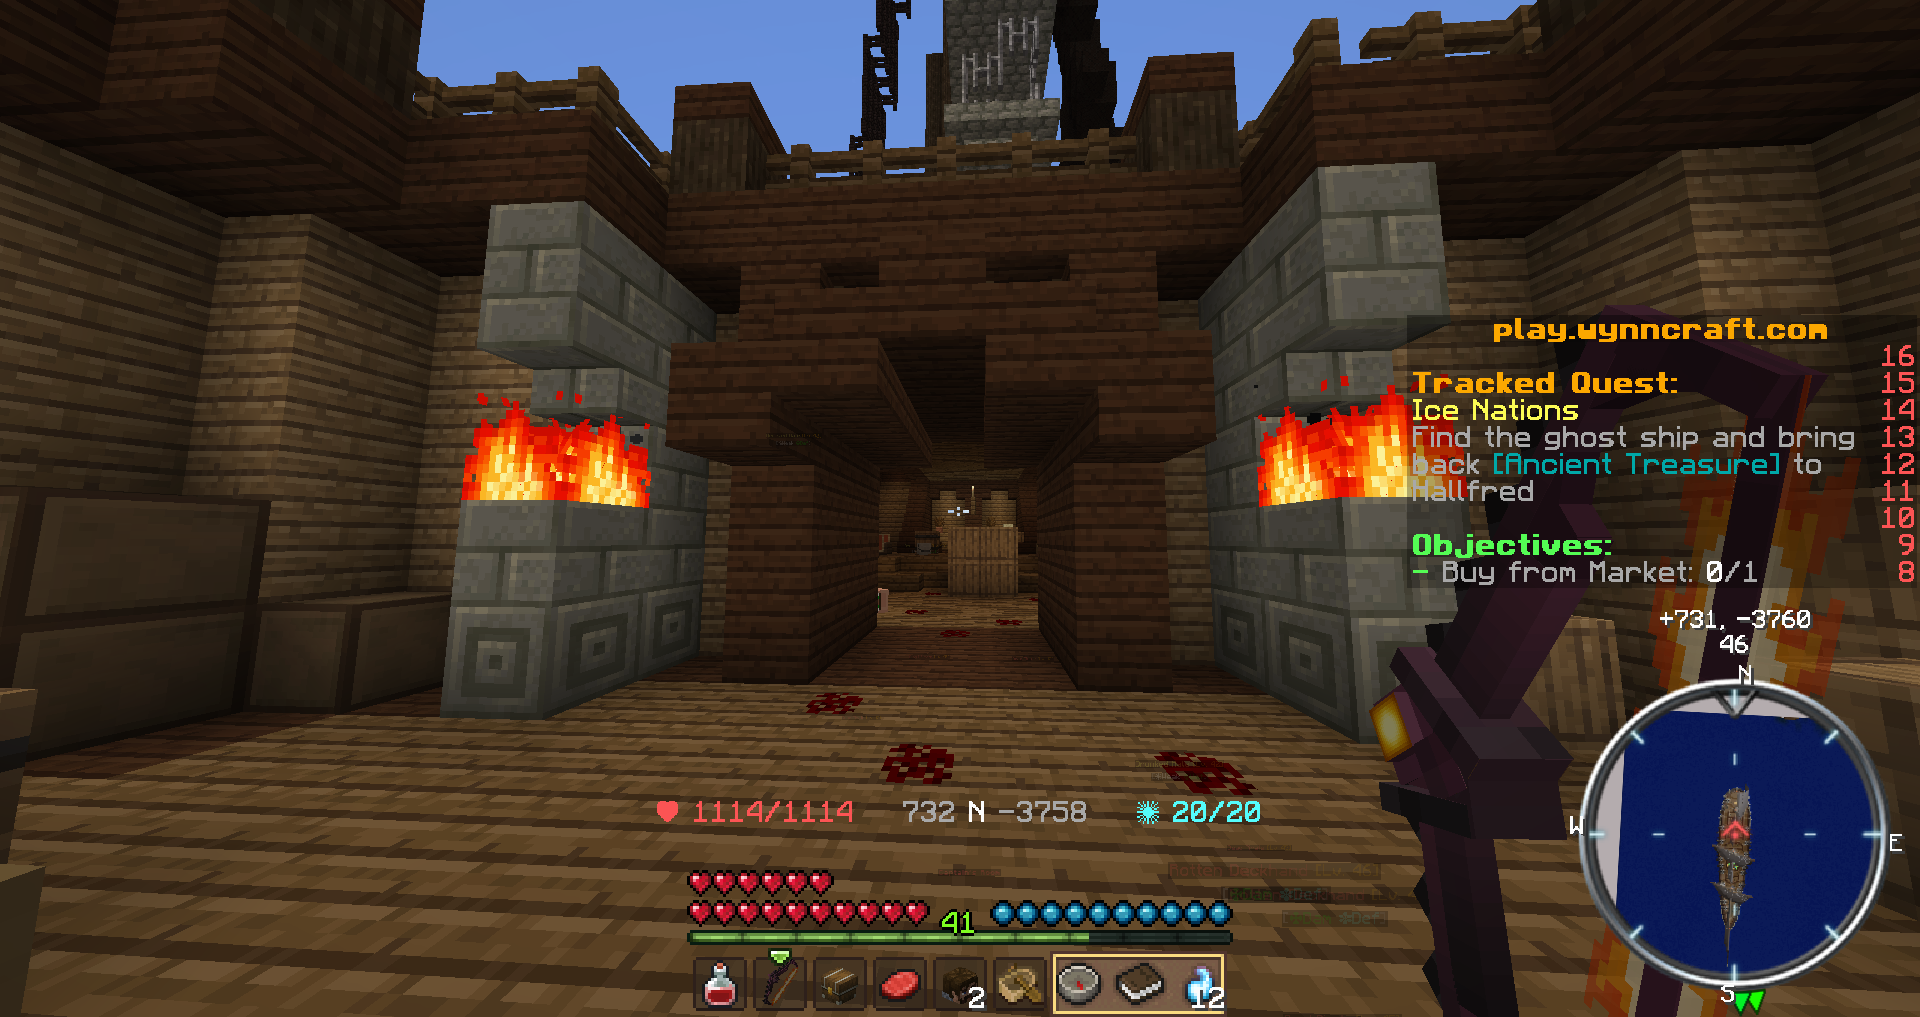 play.wynncraft.com
16
Tracked Quest:
15
Ice Nations
14
Find the ghost ship and bring
13
back [Ancient Treasure] to
12
Hallfred
11
10
Objectives:
9
- Buy from Market: 0/1
8
+731, -3760
46
N
W
E
S
1114/1114 732 N -3758 20/20
41
2
12